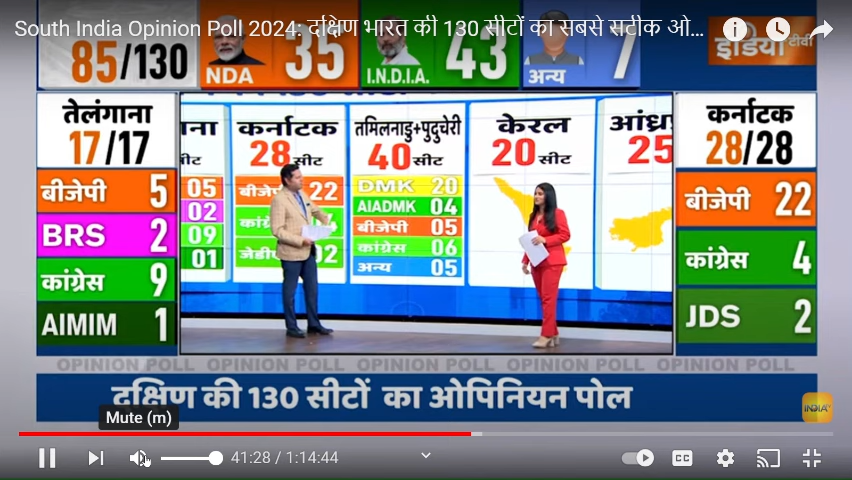 South India Opinion Poll 2024: दक्षिण भारत की 130 सीटों का सबसे सटीक ओ...
85/130
NDA 35
I.N.D.I.A. 43
अन्य 7
इंडिया टीवी
तेलंगाना
17/17
बीजेपी 5
BRS 2
कांग्रेस 9
AIMIM 1
ाना
सीट
05
02
09
01
कर्नाटक
28 सीट
बीजेपी 22
कांग्रे
जेडीए 02
तमिलनाडु+पुदुचेरी
40 सीट
DMK 20
AIADMK 04
बीजेपी 05
कांग्रेस 06
अन्य 05
केरल
20 सीट
आंध्र
25
कर्नाटक
28/28
बीजेपी 22
कांग्रेस 4
JDS 2
OPINION POLL OPINION POLL OPINION POLL OPINION POLL OPINION POLL
दक्षिण की 130 सीटों का ओपिनियन पोल
INDIA
Mute (m)
41:28 / 1:14:44
CC